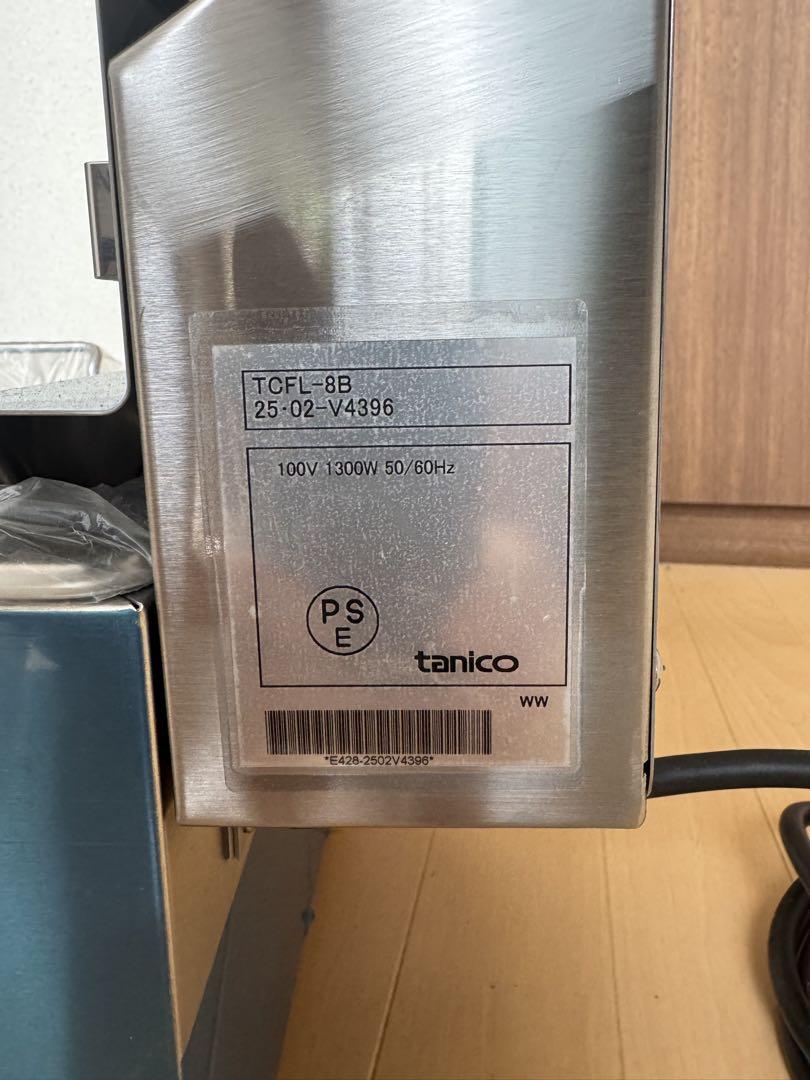 TCFL-8B
25·02-V4396
100V 1300W 50/60Hz
PS
E
tanico
WW
*E428-2502V4396*